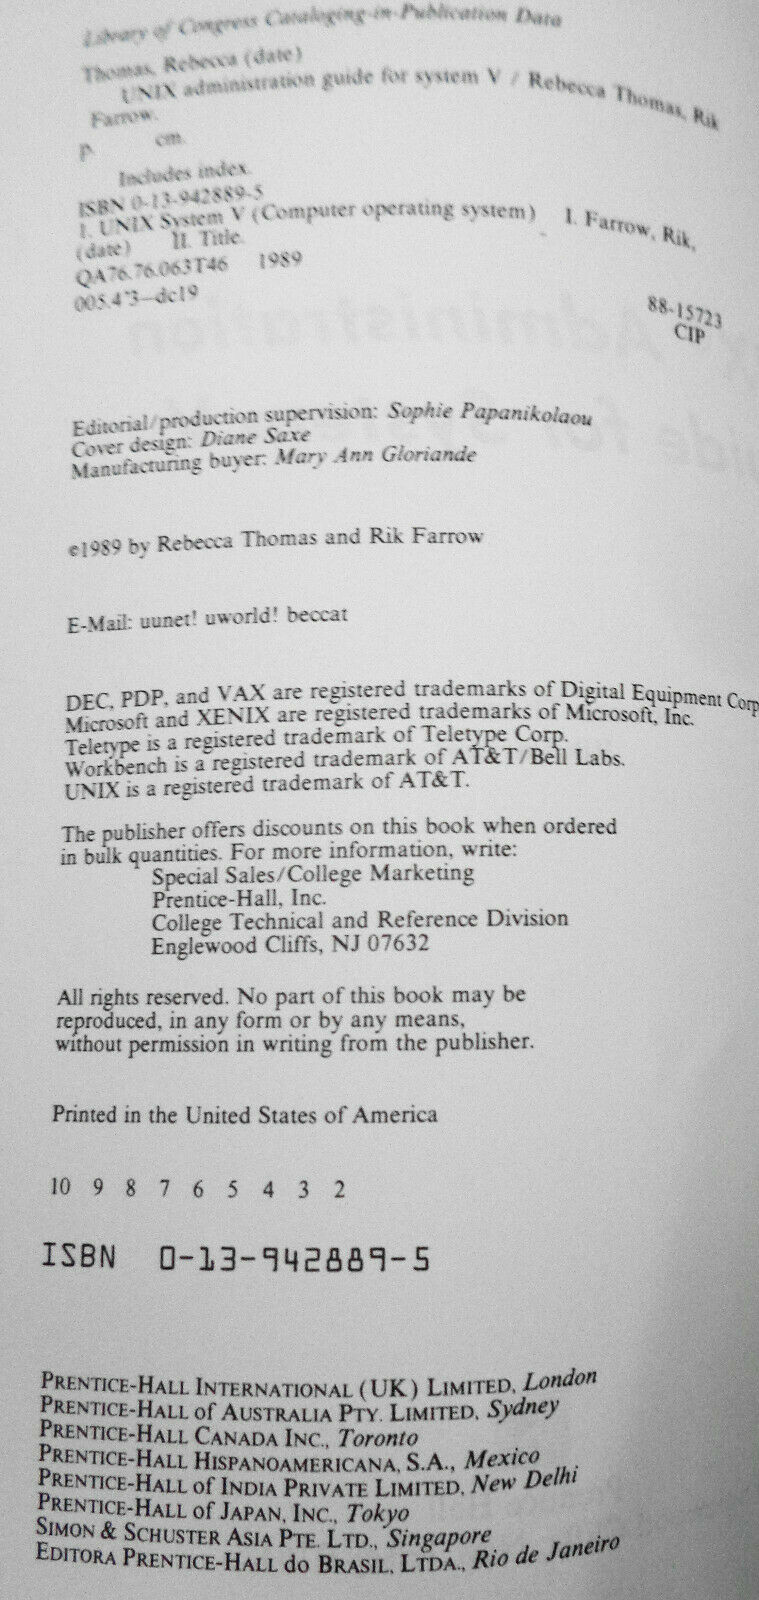 Library of Congress Cataloging-in-Publication Data
Thomas, Rebecca (date)
UNIX administration guide for system V / Rebecca Thomas, Rik
Farrow.
p. cm.
Includes index.
ISBN 0-13-942889-5
1. UNIX System V (Computer operating system) I. Farrow, Rik,
(date) II. Title.
QA76.76.063T46 1989
005.4'3—dc19
88-15723
CIP
Editorial/production supervision: Sophie Papanikolaou
Cover design: Diane Saxe
Manufacturing buyer: Mary Ann Gloriande
©1989 by Rebecca Thomas and Rik Farrow
E-Mail: uunet! uworld! beccat
DEC, PDP, and VAX are registered trademarks of Digital Equipment Corp
Microsoft and XENIX are registered trademarks of Microsoft, Inc.
Teletype is a registered trademark of Teletype Corp.
Workbench is a registered trademark of AT&T/Bell Labs.
UNIX is a registered trademark of AT&T.
The publisher offers discounts on this book when ordered
in bulk quantities. For more information, write:
Special Sales/College Marketing
Prentice-Hall, Inc.
College Technical and Reference Division
Englewood Cliffs, NJ 07632
All rights reserved. No part of this book may be
reproduced, in any form or by any means,
without permission in writing from the publisher.
Printed in the United States of America
10 9 8 7 6 5 4 3 2
ISBN 0-13-942889-5
PRENTICE-HALL INTERNATIONAL (UK) LIMITED, London
PRENTICE-HALL of AUSTRALIA PTY. LIMITED, Sydney
PRENTICE-HALL CANADA INC., Toronto
PRENTICE-HALL HISPANOAMERICANA, S.A., Mexico
PRENTICE-HALL of INDIA PRIVATE LIMITED, New Delhi
PRENTICE-HALL of JAPAN, INC., Tokyo
SIMON & SCHUSTER ASIA PTE. LTD., Singapore
EDITORA PRENTICE-HALL do BRASIL, LTDA., Rio de Janeiro